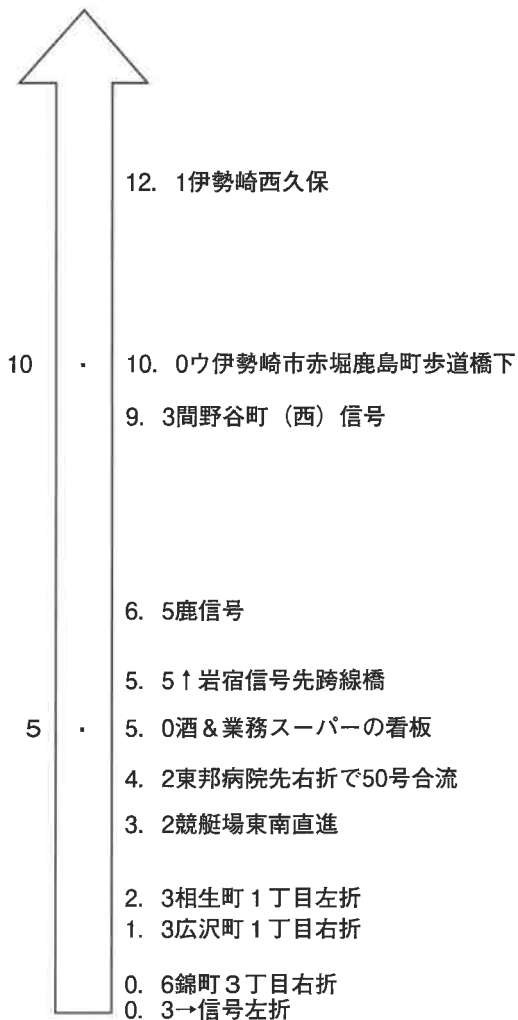 12. 1伊勢崎西久保
10 ・ 10. 0ウ伊勢崎市赤堀鹿島町歩道橋下
9. 3間野谷町（西）信号
6. 5鹿信号
5. 5↑岩宿信号先跨線橋
5 ・ 5. 0酒＆業務スーパーの看板
4. 2東邦病院先右折で50号合流
3. 2競艇場東南直進
2. 3相生町１丁目左折
1. 3広沢町１丁目右折
0. 6錦町３丁目右折
0. 3→信号左折